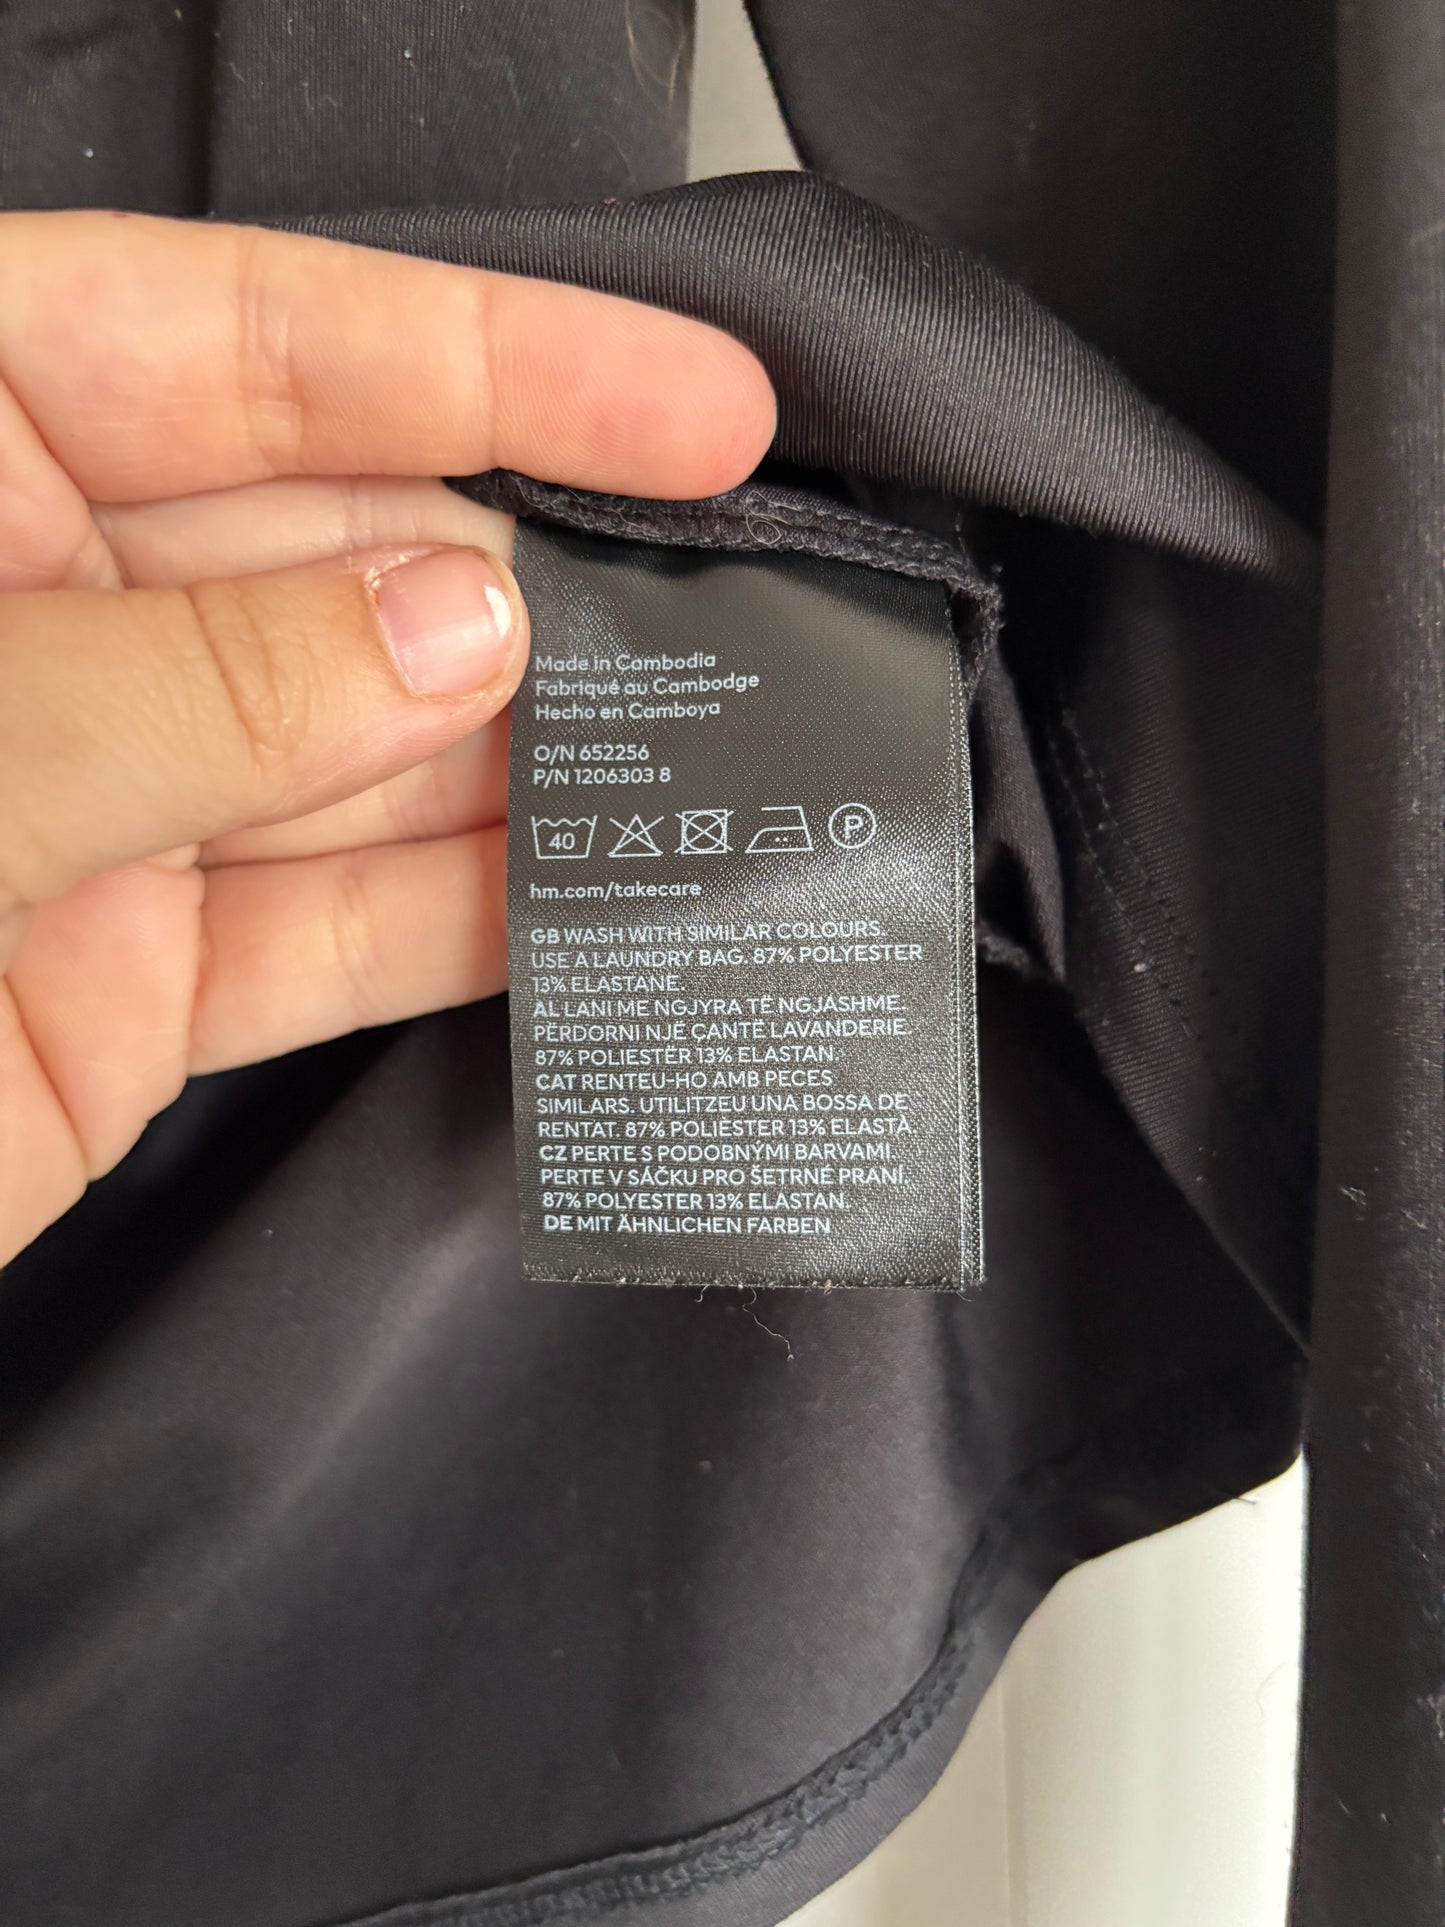 Made in Cambodia
Fabriqué au Cambodge
Hecho en Camboya
O/N 652256
P/N 1206303 8
40 P
hm.com/takecare
GB WASH WITH SIMILAR COLOURS.
USE A LAUNDRY BAG. 87% POLYESTER
13% ELASTANE.
AL LANI ME NGJYRA TË NGJASHME.
PËRDORNI NJË ÇANTË LAVANDERIE.
87% POLIESTËR 13% ELASTAN.
CAT RENTEU-HO AMB PECES
SIMILARS. UTILITZEU UNA BOSSA DE
RENTAT. 87% POLIÈSTER 13% ELASTÀ.
CZ PERTE S PODOBNÝMI BARVAMI.
PERTE V SÁČKU PRO ŠETRNÉ PRANÍ.
87% POLYESTER 13% ELASTAN.
DE MIT ÄHNLICHEN FARBEN